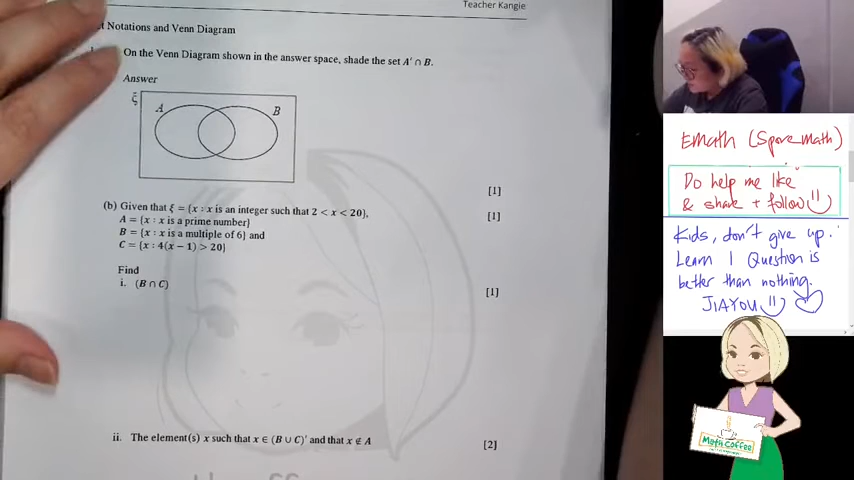 Teacher Kangie
t Notations and Venn Diagram
On the Venn Diagram shown in the answer space, shade the set A′ ∩ B.
Answer
ξ
A
B
[1]
(b) Given that ξ = {x : x is an integer such that 2 < x < 20},
[1]
A = {x : x is a prime number}
B = {x : x is a multiple of 6} and
C = {x : 4(x − 1) > 20}
Find
i. (B ∩ C)
[1]
ii. The element(s) x such that x ∈ (B ∪ C)′ and that x ∉ A
[2]
Emath (Spore math)
Do help me like
& share + follow
Kids, don't give up.
Learn 1 Question is
better than nothing.
JIAYOU
Math Coffee